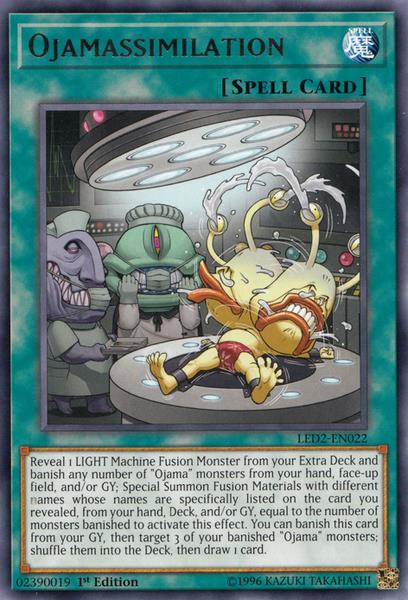 OJAMASSIMILATION
SPELL
魔
[SPELL CARD]
LED2-EN022
Reveal 1 LIGHT Machine Fusion Monster from your Extra Deck and
banish any number of "Ojama" monsters from your hand, face-up
field, and/or GY; Special Summon Fusion Materials with different
names whose names are specifically listed on the card you
revealed, from your hand, Deck, and/or GY, equal to the number of
monsters banished to activate this effect. You can banish this card
from your GY, then target 3 of your banished "Ojama" monsters;
shuffle them into the Deck, then draw 1 card.
02390019 1st Edition ©1996 KAZUKI TAKAHASHI